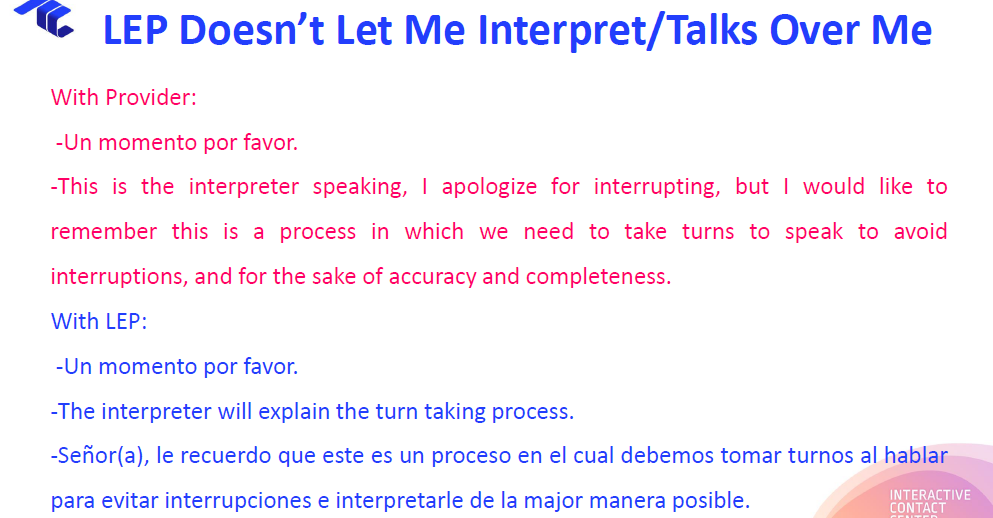 LEP Doesn’t Let Me Interpret/Talks Over Me
With Provider:
-Un momento por favor.
-This is the interpreter speaking, I apologize for interrupting, but I would like to
remember this is a process in which we need to take turns to speak to avoid
interruptions, and for the sake of accuracy and completeness.
With LEP:
-Un momento por favor.
-The interpreter will explain the turn taking process.
-Señor(a), le recuerdo que este es un proceso en el cual debemos tomar turnos al hablar
para evitar interrupciones e interpretarle de la major manera posible.
INTERACTIVE
CONTACT
CENTER